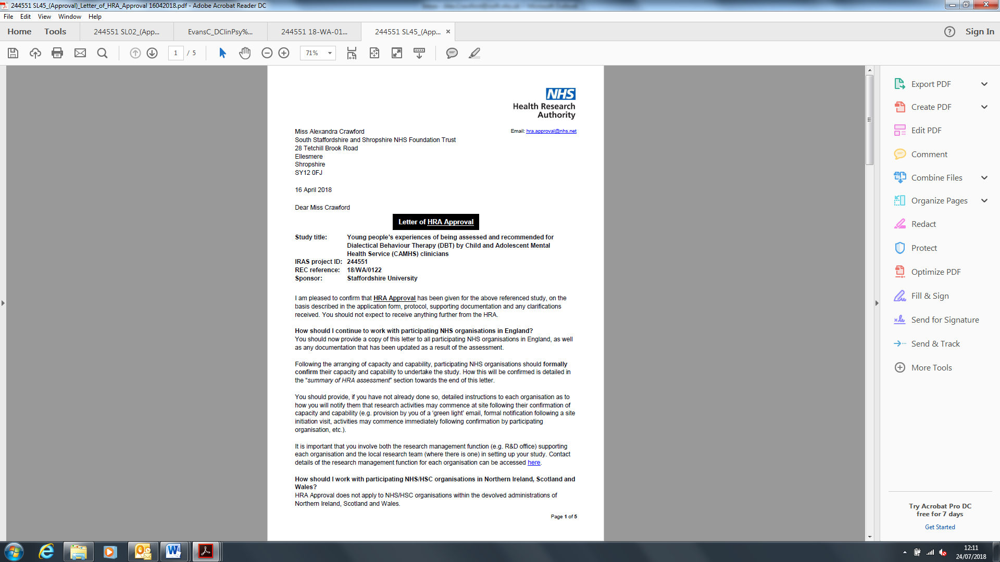 244551 SL45_(Approval)_Letter_of_HRA_Approval 16042018.pdf - Adobe Acrobat Reader DC
File Edit View Window Help
Home Tools 244551 SL02_(App... EvansC_DClinPsy%... 244551 18-WA-01... 244551 SL45_(App... × Sign In
1 / 5 71%
NHS
Health Research
Authority
Email: hra.approval@nhs.net
Miss Alexandra Crawford
South Staffordshire and Shropshire NHS Foundation Trust
28 Tetchill Brook Road
Ellesmere
Shropshire
SY12 0FJ
16 April 2018
Dear Miss Crawford
Letter of HRA Approval
Study title: Young people’s experiences of being assessed and recommended for
Dialectical Behaviour Therapy (DBT) by Child and Adolescent Mental
Health Service (CAMHS) clinicians
IRAS project ID: 244551
REC reference: 18/WA/0122
Sponsor: Staffordshire University
I am pleased to confirm that HRA Approval has been given for the above referenced study, on the
basis described in the application form, protocol, supporting documentation and any clarifications
received. You should not expect to receive anything further from the HRA.
How should I continue to work with participating NHS organisations in England?
You should now provide a copy of this letter to all participating NHS organisations in England, as well
as any documentation that has been updated as a result of the assessment.
Following the arranging of capacity and capability, participating NHS organisations should formally
confirm their capacity and capability to undertake the study. How this will be confirmed is detailed in
the “summary of HRA assessment” section towards the end of this letter.
You should provide, if you have not already done so, detailed instructions to each organisation as to
how you will notify them that research activities may commence at site following their confirmation of
capacity and capability (e.g. provision by you of a ‘green light’ email, formal notification following a site
initiation visit, activities may commence immediately following confirmation by participating
organisation, etc.).
It is important that you involve both the research management function (e.g. R&D office) supporting
each organisation and the local research team (where there is one) in setting up your study. Contact
details of the research management function for each organisation can be accessed here.
How should I work with participating NHS/HSC organisations in Northern Ireland, Scotland and
Wales?
HRA Approval does not apply to NHS/HSC organisations within the devolved administrations of
Northern Ireland, Scotland and Wales.
Page 1 of 5
Export PDF
Create PDF
Edit PDF
Comment
Combine Files
Organize Pages
Redact
Protect
Optimize PDF
Fill & Sign
Send for Signature
Send & Track
More Tools
Try Acrobat Pro DC
free for 7 days
Get Started
12:11
24/07/2018